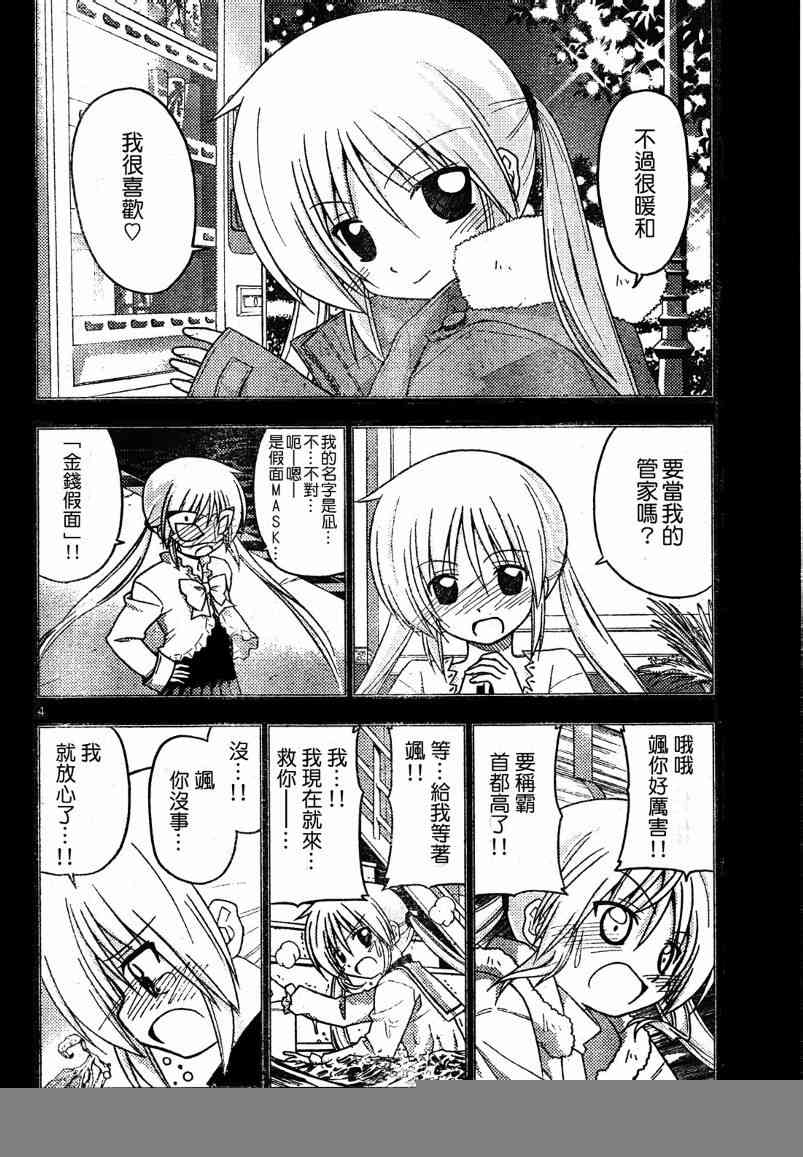 不過很暖和
我很喜歡♡
要當我的
管家嗎？
我的名字是凪…
不．不對…
呃—嗯—
是假面MASK…
「金錢假面」!!
4
哦哦
颯你好厲害!!
要稱霸
首都高了!!
等…給我等著
颯!!
我…!!
我現在就來…
救你——
沒…!!
颯
你沒事…
我
就放心了…!!